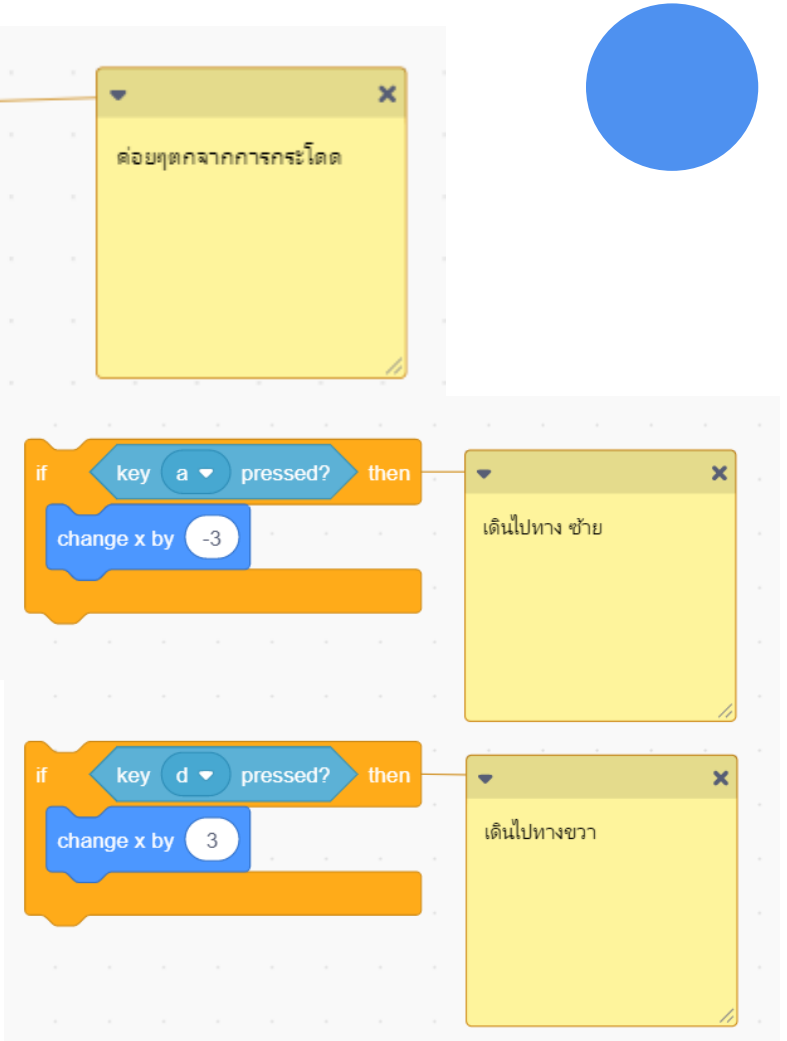 ค่อยๆตกจากการกระโดด
if key a pressed? then
change x by -3
เดินไปทาง ซ้าย
if key d pressed? then
change x by 3
เดินไปทางขวา